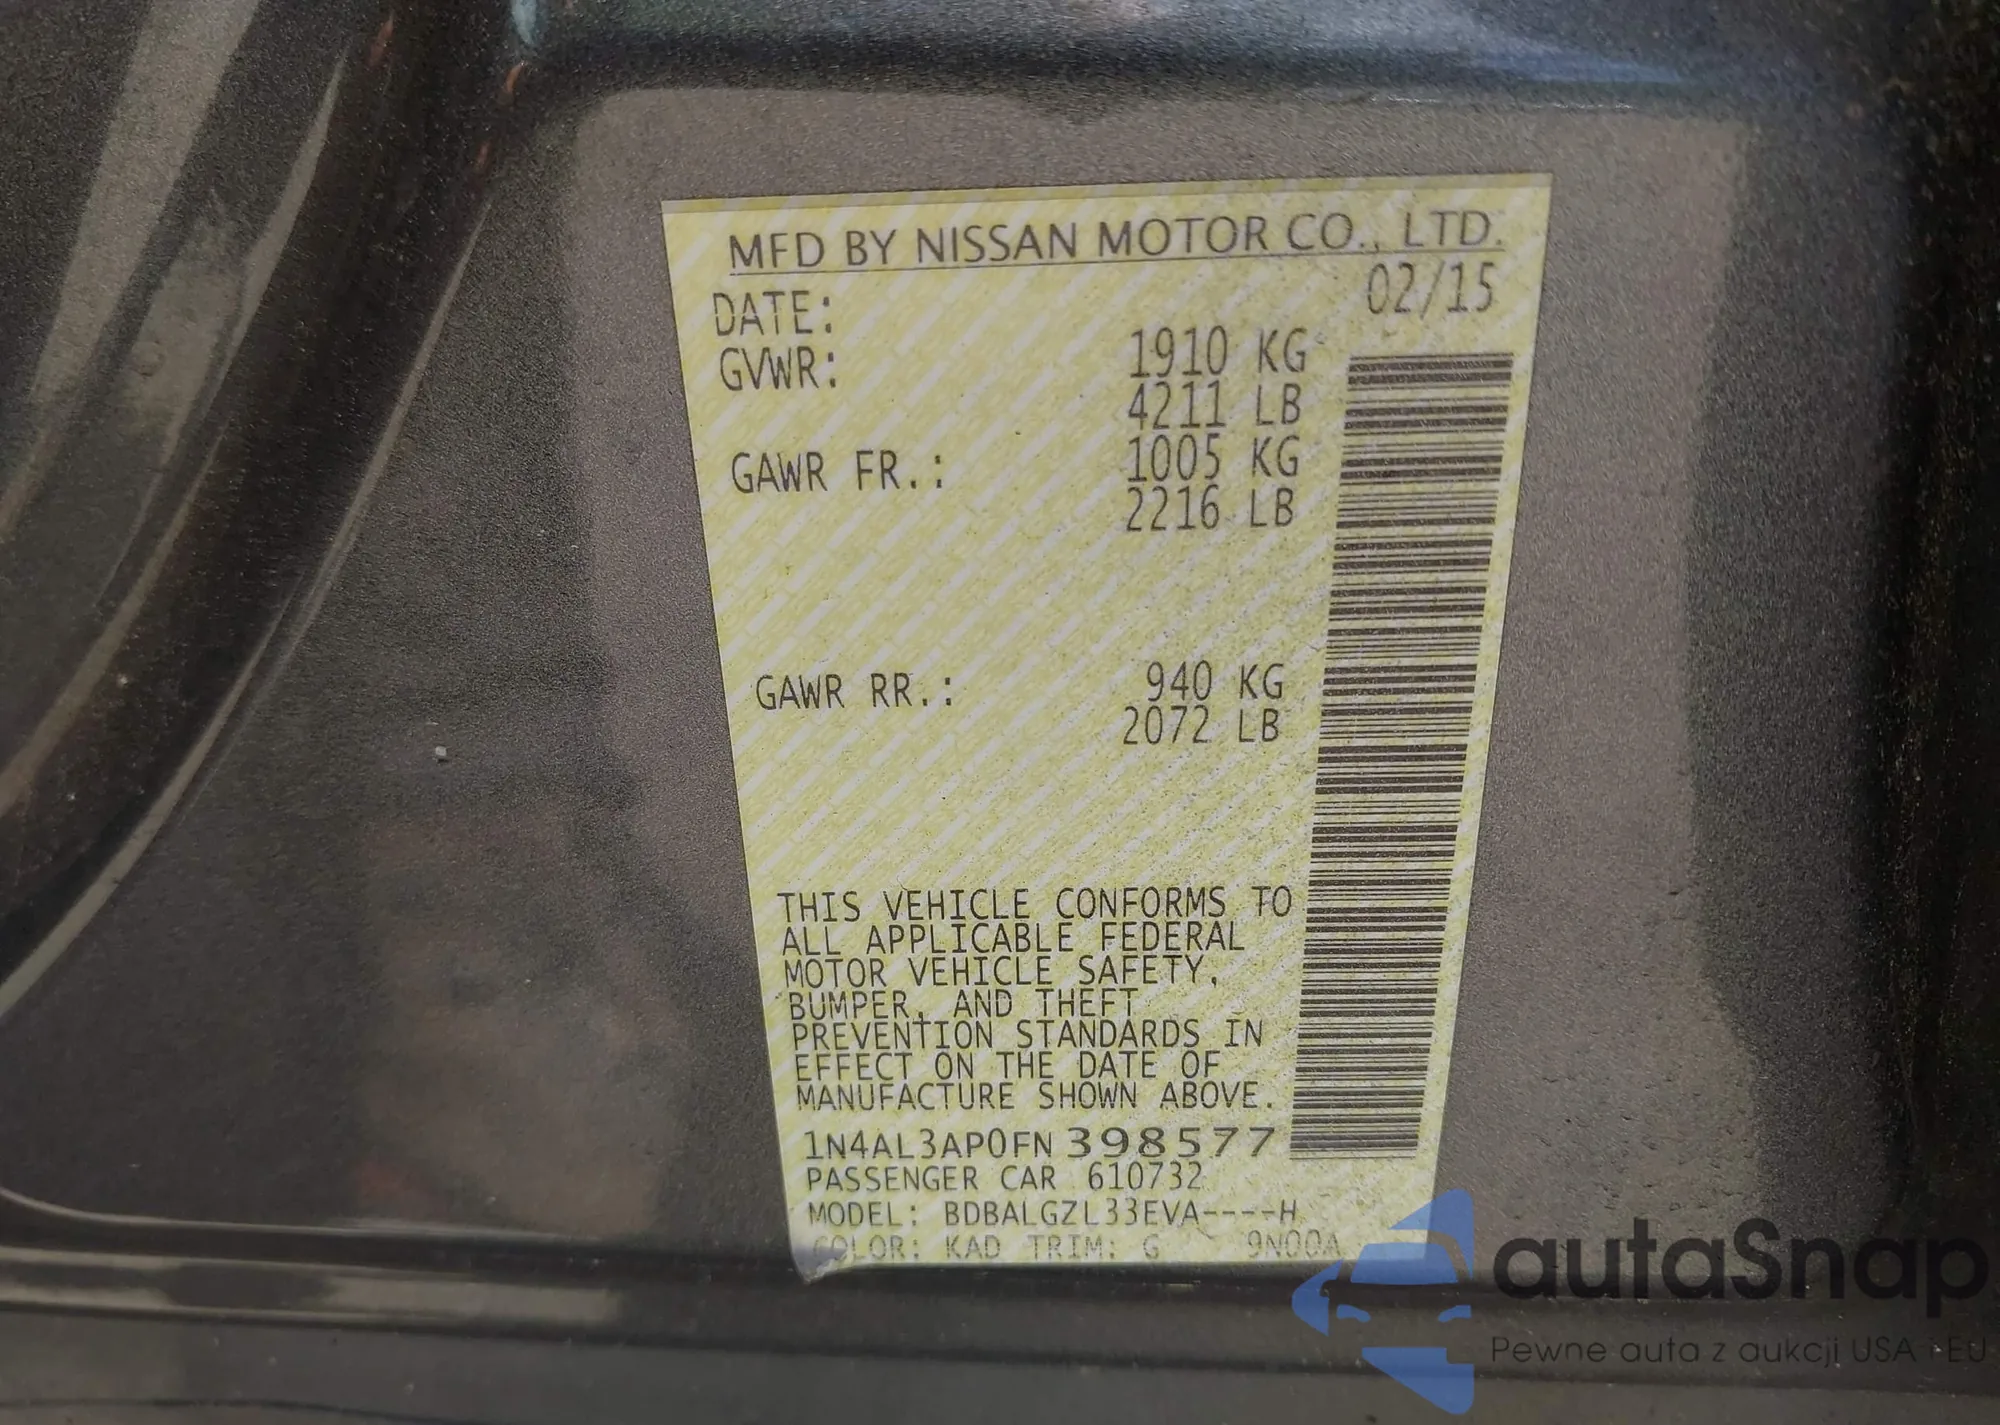 MFD BY NISSAN MOTOR CO., LTD.
DATE: 02/15
GVWR: 1910 KG
4211 LB
GAWR FR.: 1005 KG
2216 LB
GAWR RR.: 940 KG
2072 LB
THIS VEHICLE CONFORMS TO
ALL APPLICABLE FEDERAL
MOTOR VEHICLE SAFETY,
BUMPER, AND THEFT
PREVENTION STANDARDS IN
EFFECT ON THE DATE OF
MANUFACTURE SHOWN ABOVE.
1N4AL3AP0FN 398577
PASSENGER CAR 610732
MODEL: BDBALGZL33EVA----H
COLOR: KAD TRIM: G 9N00A
autaSnap
Pewne auta z aukcji USA i EU